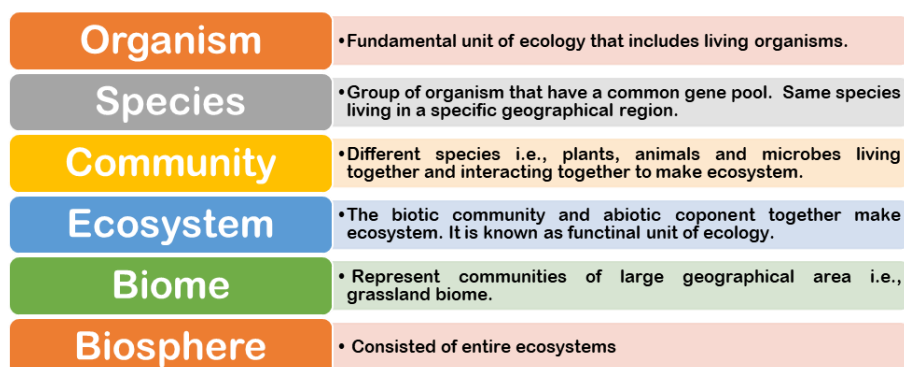 Organism
•Fundamental unit of ecology that includes living organisms.
Species
•Group of organism that have a common gene pool. Same species
living in a specific geographical region.
Community
•Different species i.e., plants, animals and microbes living
together and interacting together to make ecosystem.
Ecosystem
•The biotic community and abiotic coponent together make
ecosystem. It is known as functinal unit of ecology.
Biome
• Represent communities of large geographical area i.e.,
grassland biome.
Biosphere
• Consisted of entire ecosystems